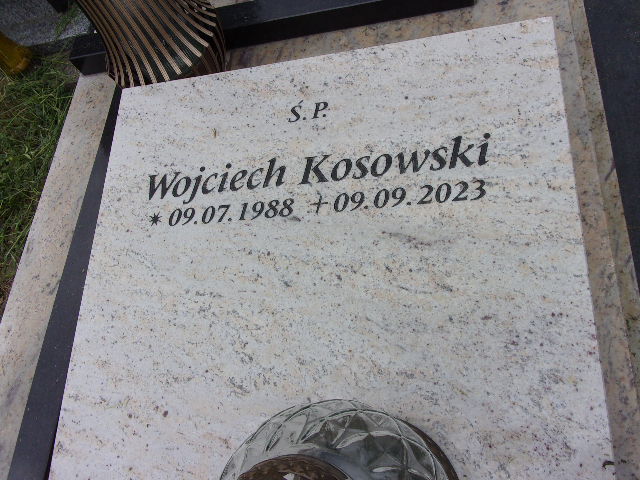 Ś.P.
Wojciech Kosowski
✶ 09.07.1988 +09.09.2023